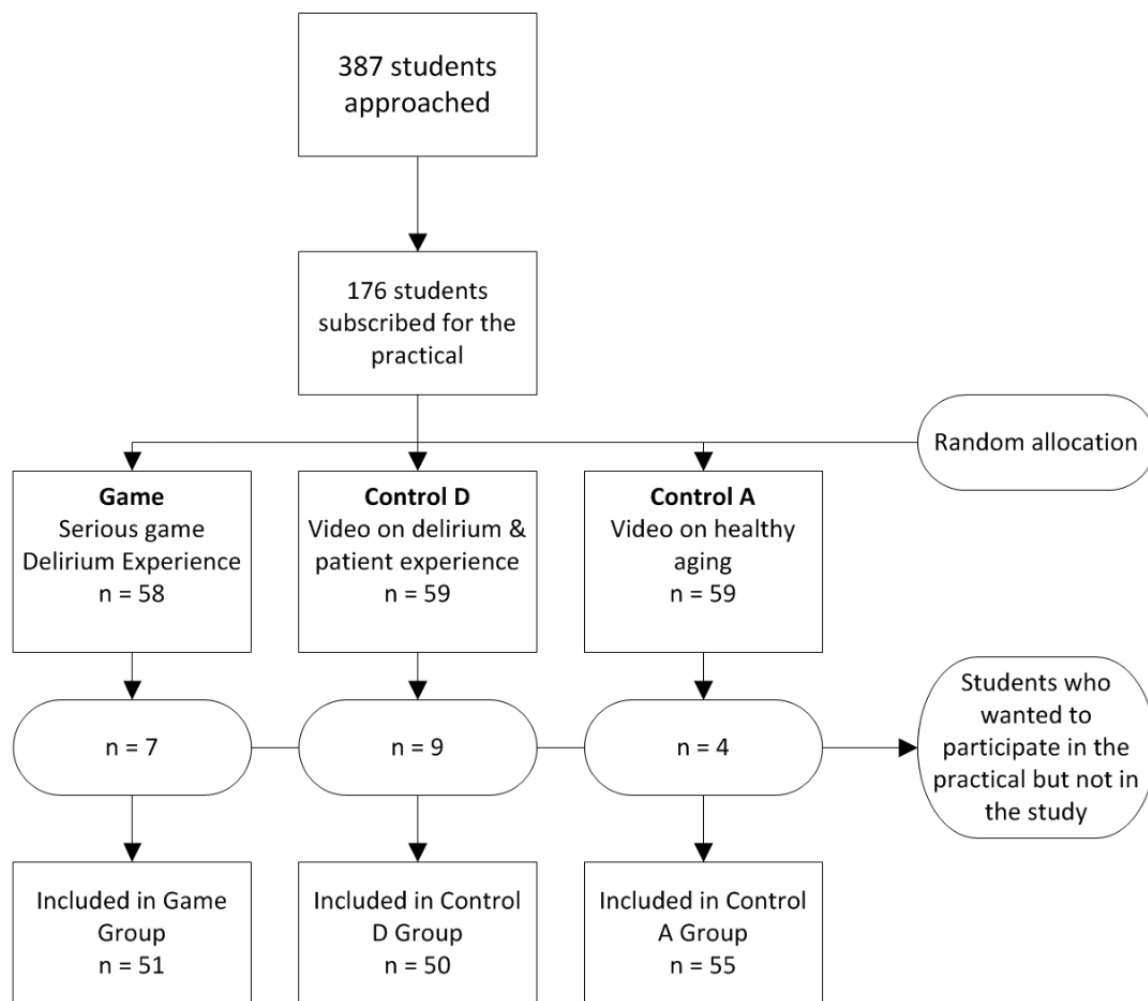 387 students
approached
176 students
subscribed for the
practical
Random allocation
Game
Serious game
Delirium Experience
n = 58
Control D
Video on delirium &
patient experience
n = 59
Control A
Video on healthy
aging
n = 59
n = 7
n = 9
n = 4
Students who
wanted to
participate in the
practical but not in
the study
Included in Game
Group
n = 51
Included in Control
D Group
n = 50
Included in Control
A Group
n = 55